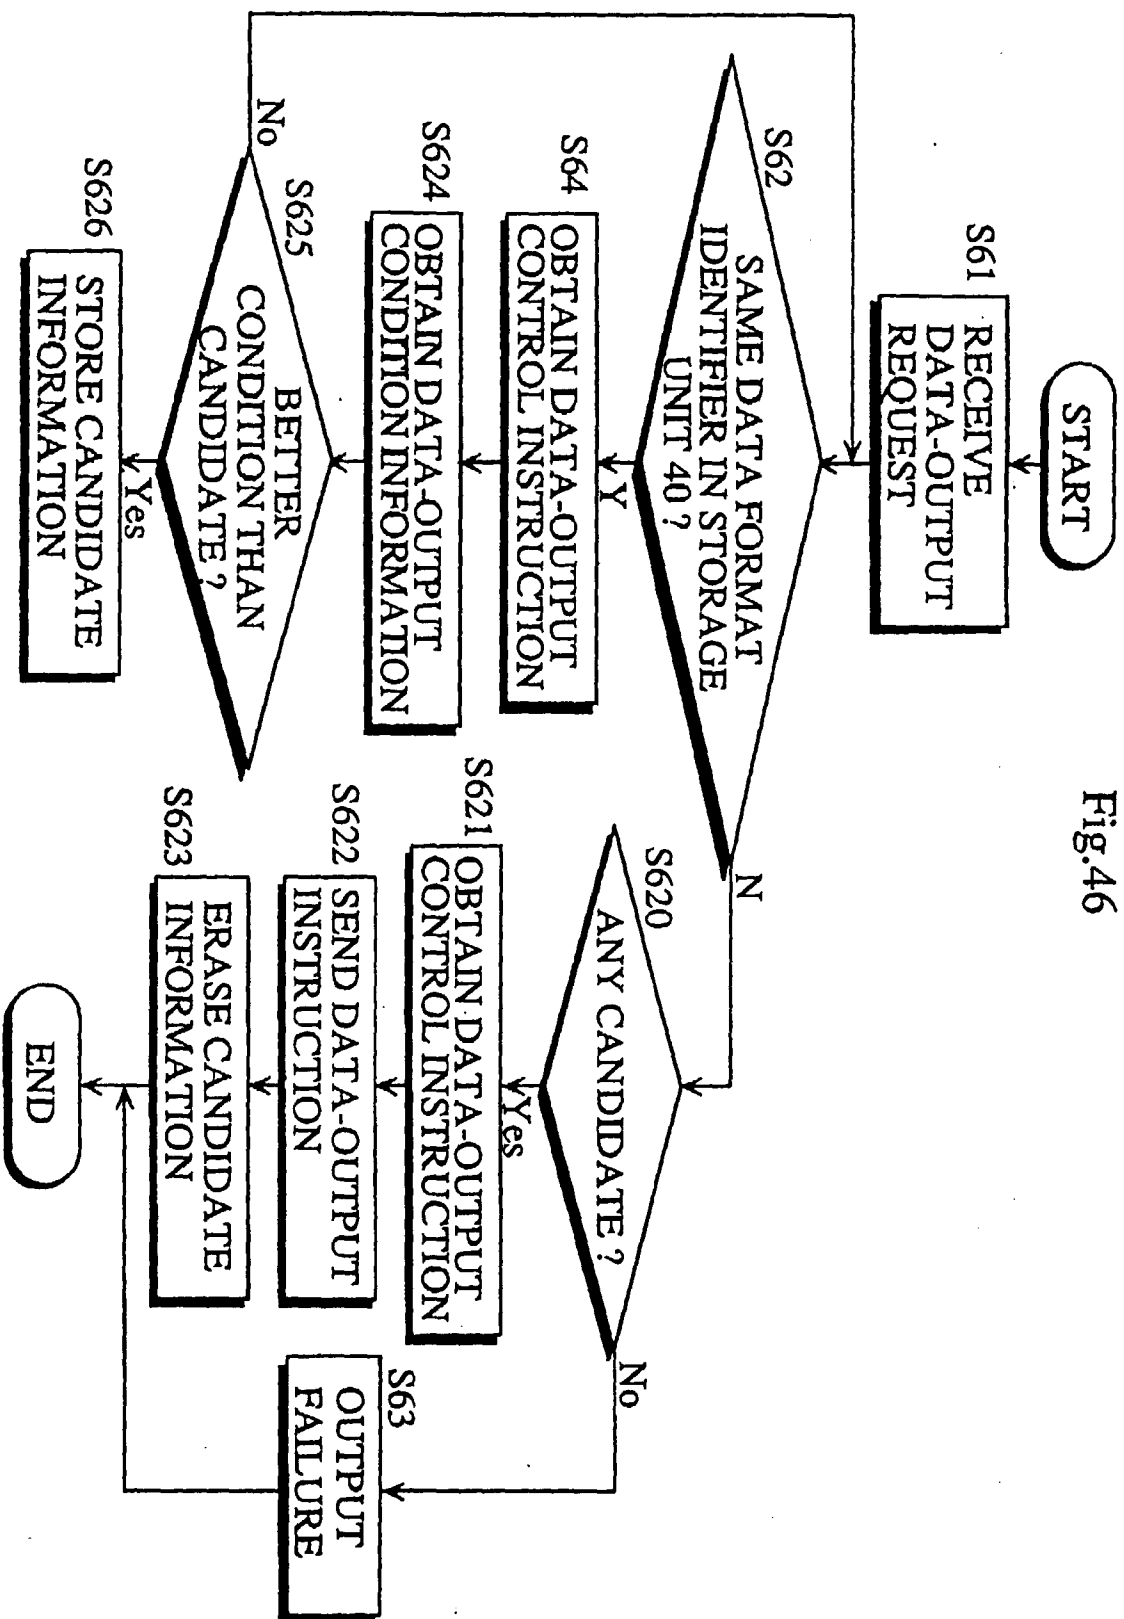 Fig.46
START
S61
RECEIVE
DATA-OUTPUT
REQUEST
S62
SAME DATA FORMAT
IDENTIFIER IN STORAGE
UNIT 40 ?
Y
N
S64
OBTAIN DATA-OUTPUT
CONTROL INSTRUCTION
S624
OBTAIN DATA-OUTPUT
CONDITION INFORMATION
S625
BETTER
CONDITION THAN
CANDIDATE ?
No
Yes
S626
STORE CANDIDATE
INFORMATION
S620
ANY CANDIDATE ?
Yes
No
S621
OBTAIN DATA-OUTPUT
CONTROL INSTRUCTION
S622
SEND DATA-OUTPUT
INSTRUCTION
S623
ERASE CANDIDATE
INFORMATION
S63
OUTPUT
FAILURE
END